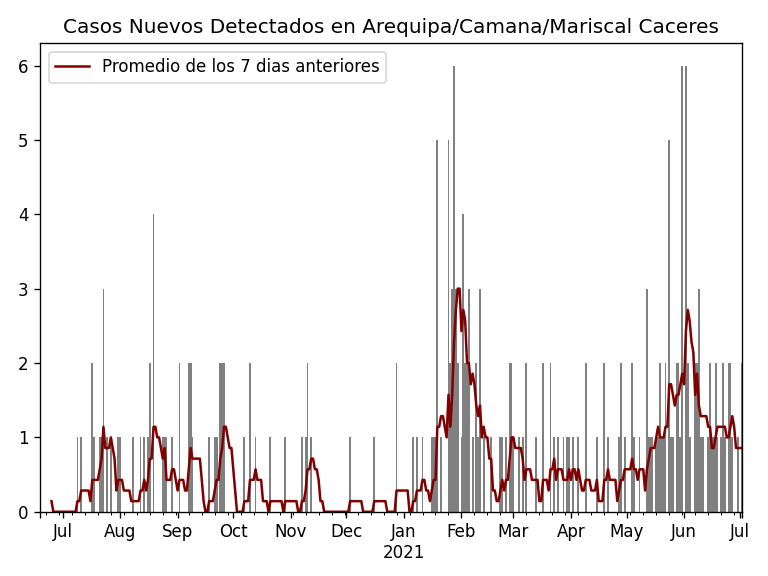 Casos Nuevos Detectados en Arequipa/Camana/Mariscal Caceres
Promedio de los 7 dias anteriores
6
5
4
3
2
1
0
Jul Aug Sep Oct Nov Dec Jan Feb Mar Apr May Jun Jul
2021